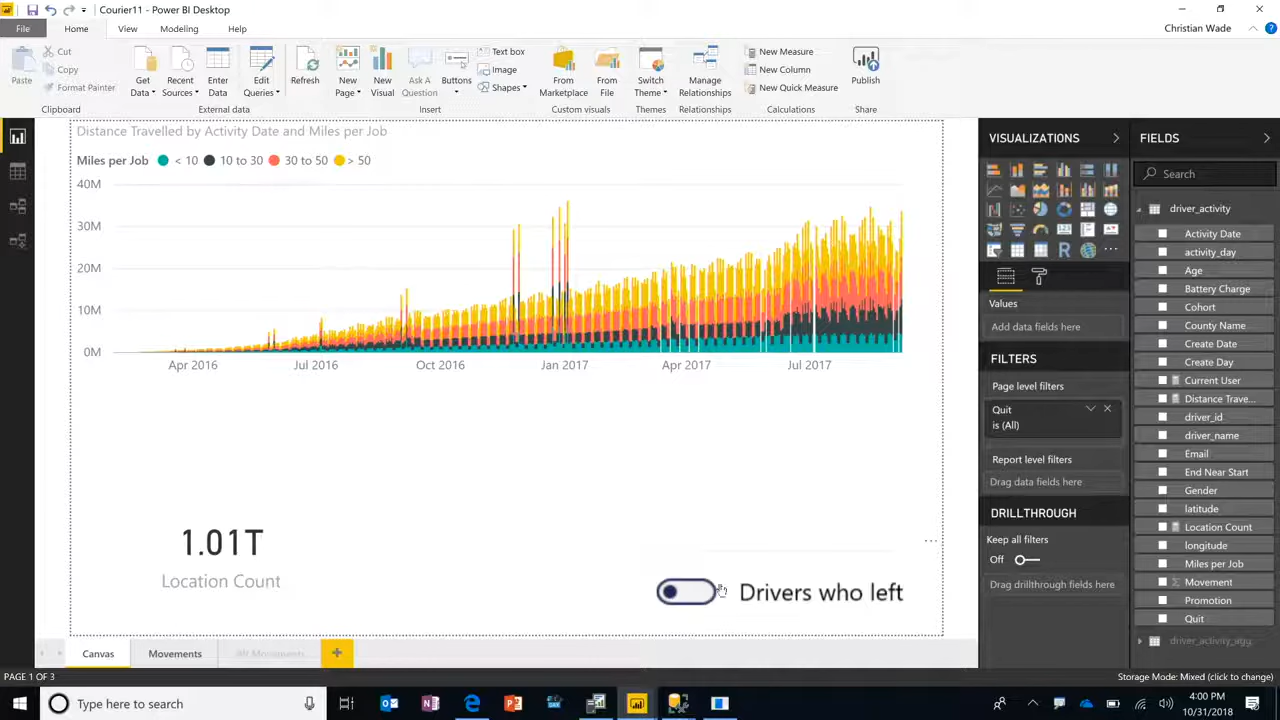 Courier11 - Power BI Desktop
File Home View Modeling Help
Christian Wade
Paste
Cut
Copy
Format Painter
Clipboard
Get Data
Recent Sources
Enter Data
Edit Queries
External data
Refresh
New Page
New Visual
Ask A Question
Buttons
Text box
Image
Shapes
Insert
From Marketplace
From File
Custom visuals
Switch Theme
Themes
Manage Relationships
Relationships
New Measure
New Column
New Quick Measure
Calculations
Publish
Share
Distance Travelled by Activity Date and Miles per Job
Miles per Job < 10 10 to 30 30 to 50 > 50
40M
30M
20M
10M
0M
Apr 2016 Jul 2016 Oct 2016 Jan 2017 Apr 2017 Jul 2017
1.01T
Location Count
Drivers who left
VISUALIZATIONS
R
Values
Add data fields here
FILTERS
Page level filters
Quit
is (All)
Report level filters
Drag data fields here
DRILLTHROUGH
Keep all filters
Off
Drag drillthrough fields here
FIELDS
Search
driver_activity
Activity Date
activity_day
Age
Battery Charge
Cohort
County Name
Create Date
Create Day
Current User
Distance Trave...
driver_id
driver_name
Email
End Near Start
Gender
latitude
Location Count
longitude
Miles per Job
Movement
Promotion
Quit
driver_activity_agg
Canvas Movements Alt Movements
PAGE 1 OF 3
Storage Mode: Mixed (click to change)
Type here to search
4:00 PM
10/31/2018